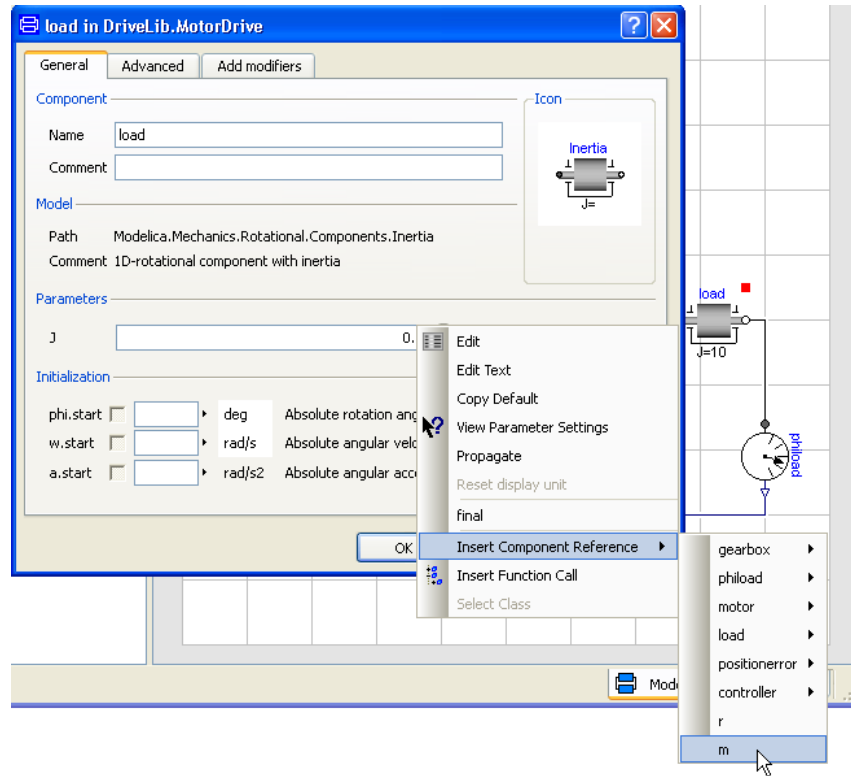 load in DriveLib.MotorDrive
General Advanced Add modifiers
Component
Icon
Name load
Comment
Inertia
J=
Model
Path Modelica.Mechanics.Rotational.Components.Inertia
Comment 1D-rotational component with inertia
Parameters
J 0.
Initialization
phi.start deg Absolute rotation ang
w.start rad/s Absolute angular velo
a.start rad/s2 Absolute angular acc
OK
Edit
Edit Text
Copy Default
View Parameter Settings
Propagate
Reset display unit
final
Insert Component Reference
Insert Function Call
Select Class
gearbox
phiload
motor
load
positionerror
controller
r
m
load
J=10
phiload
Mode